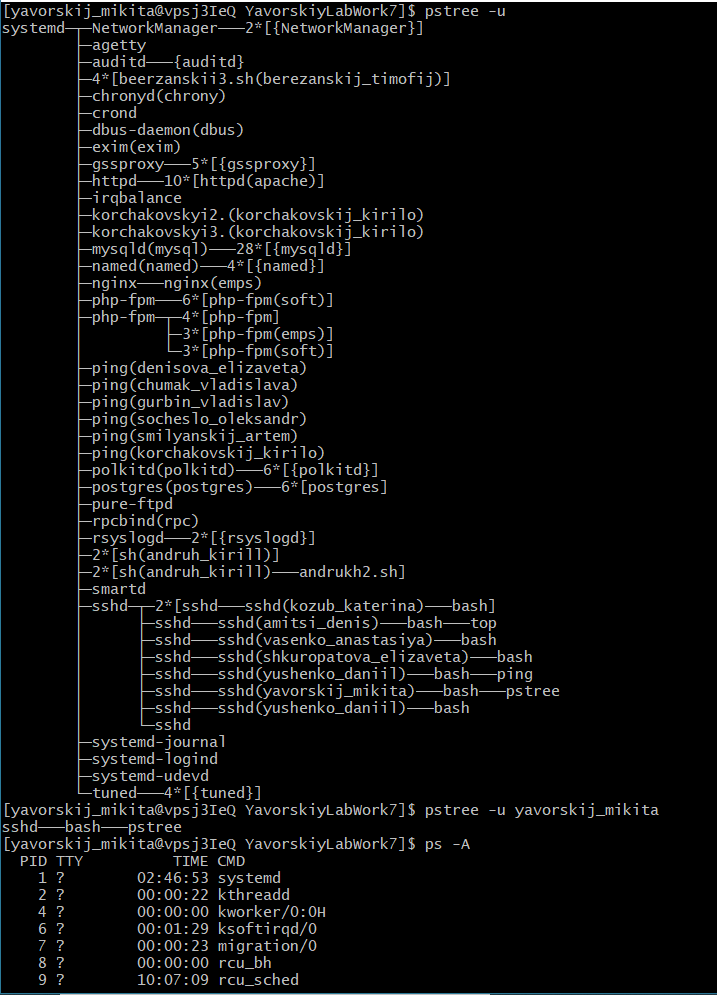 [yavorskij_mikita@vpsj3IeQ YavorskiyLabWork7]$ pstree -u
systemd─┬─NetworkManager───2*[{NetworkManager}]
        ├─agetty
        ├─auditd───{auditd}
        ├─4*[beerzanskii3.sh(berezanskij_timofij)]
        ├─chronyd(chrony)
        ├─crond
        ├─dbus-daemon(dbus)
        ├─exim(exim)
        ├─gssproxy───5*[{gssproxy}]
        ├─httpd───10*[httpd(apache)]
        ├─irqbalance
        ├─korchakovskyi2.(korchakovskij_kirilo)
        ├─korchakovskyi3.(korchakovskij_kirilo)
        ├─mysqld(mysql)───28*[{mysqld}]
        ├─named(named)───4*[{named}]
        ├─nginx───nginx(emps)
        ├─php-fpm───6*[php-fpm(soft)]
        ├─php-fpm─┬─4*[php-fpm]
        │         ├─3*[php-fpm(emps)]
        │         └─3*[php-fpm(soft)]
        ├─ping(denisova_elizaveta)
        ├─ping(chumak_vladislava)
        ├─ping(gurbin_vladislav)
        ├─ping(socheslo_oleksandr)
        ├─ping(smilyanskij_artem)
        ├─ping(korchakovskij_kirilo)
        ├─polkitd(polkitd)───6*[{polkitd}]
        ├─postgres(postgres)───6*[postgres]
        ├─pure-ftpd
        ├─rpcbind(rpc)
        ├─rsyslogd───2*[{rsyslogd}]
        ├─2*[sh(andruh_kirill)]
        ├─2*[sh(andruh_kirill)───andrukh2.sh]
        ├─smartd
        ├─sshd─┬─2*[sshd───sshd(kozub_katerina)───bash]
        │      ├─sshd───sshd(amitsi_denis)───bash───top
        │      ├─sshd───sshd(vasenko_anastasiya)───bash
        │      ├─sshd───sshd(shkuropatova_elizaveta)───bash
        │      ├─sshd───sshd(yushenko_daniil)───bash───ping
        │      ├─sshd───sshd(yavorskij_mikita)───bash───pstree
        │      ├─sshd───sshd(yushenko_daniil)───bash
        │      └─sshd
        ├─systemd-journal
        ├─systemd-logind
        ├─systemd-udevd
        └─tuned───4*[{tuned}]
[yavorskij_mikita@vpsj3IeQ YavorskiyLabWork7]$ pstree -u yavorskij_mikita
sshd───bash───pstree
[yavorskij_mikita@vpsj3IeQ YavorskiyLabWork7]$ ps -A
  PID TTY          TIME CMD
    1 ?        02:46:53 systemd
    2 ?        00:00:22 kthreadd
    4 ?        00:00:00 kworker/0:0H
    6 ?        00:01:29 ksoftirqd/0
    7 ?        00:00:23 migration/0
    8 ?        00:00:00 rcu_bh
    9 ?        10:07:09 rcu_sched